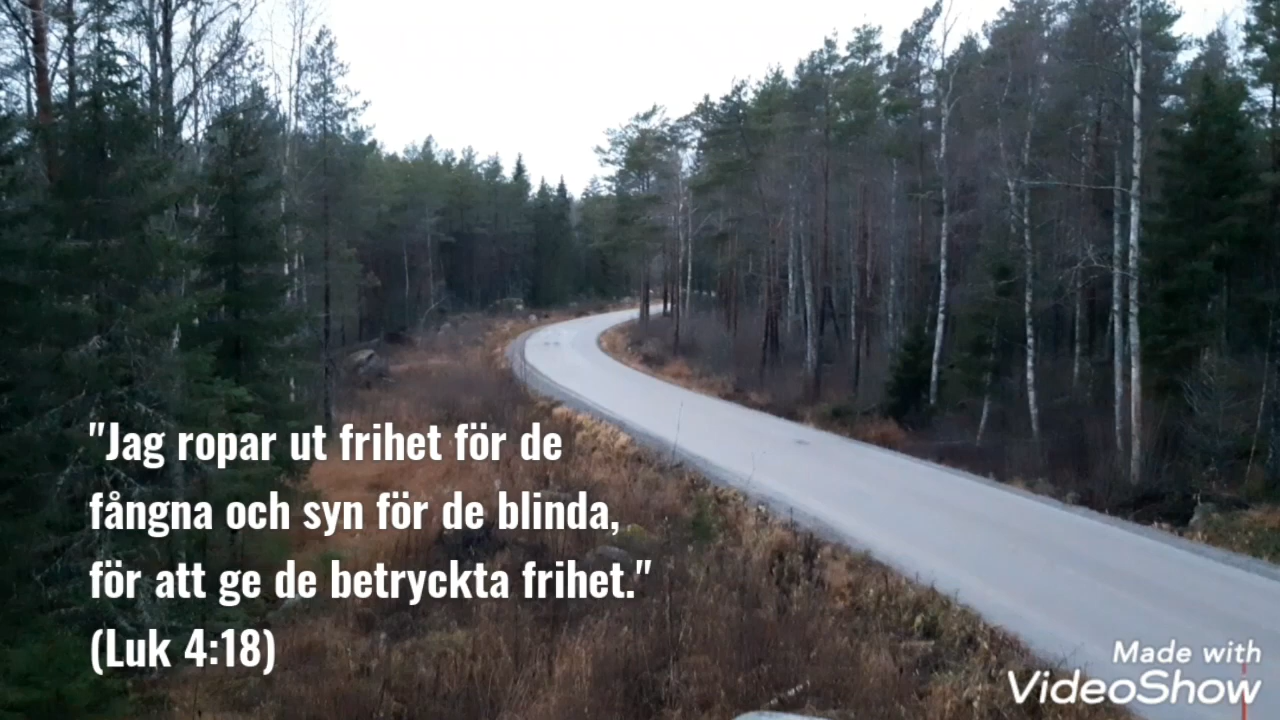 "Jag ropar ut frihet för de
fångna och syn för de blinda,
för att ge de betryckta frihet."
(Luk 4:18)
Made with
VideoShow